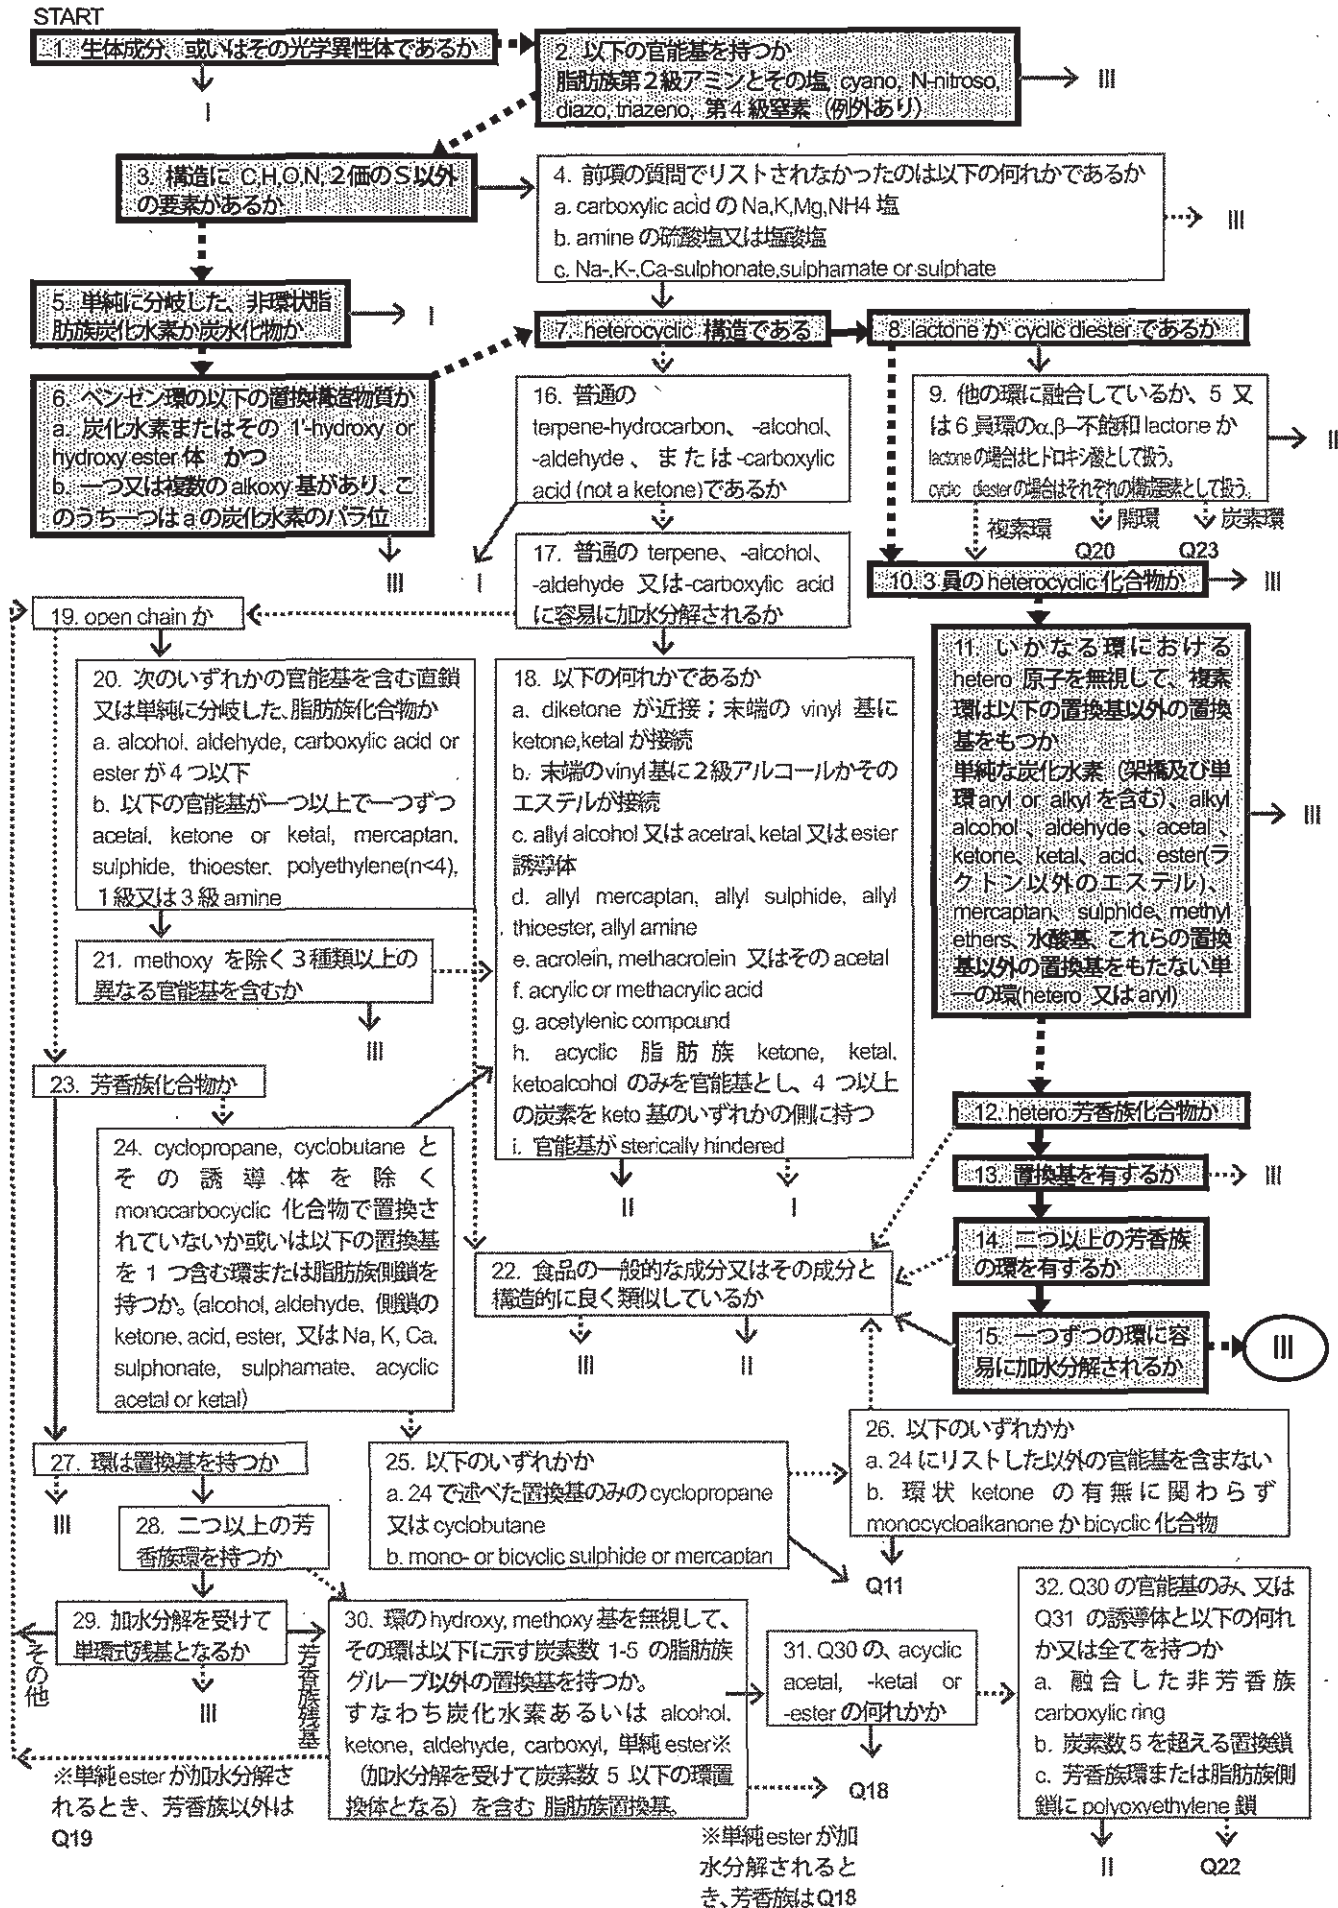 START
1. 生体成分、或いはその光学異性体であるか
I
2. 以下の官能基を持つか
脂肪族第2級アミンとその塩, cyano, N-nitroso,
diazo, triazeno, 第4級窒素 (例外あり)
III
3. 構造に C,H,O,N,2価のS以外
の要素があるか
4. 前項の質問でリストされなかったのは以下の何れかであるか
a. carboxylic acid の Na,K,Mg,NH4 塩
b. amine の硫酸塩又は塩酸塩
c. Na-,K-,Ca-sulphonate,sulphamate or sulphate
III
5. 単純に分岐した、非環状脂
肪族炭化水素か炭水化物か
I
7. heterocyclic 構造である
8. lactone か cyclic diester であるか
6. ベンゼン環の以下の置換構造物質か
a. 炭化水素またはその 1'-hydroxy or
hydroxy ester 体 かつ
b. 一つ又は複数の alkoxy 基があり、こ
のうち一つは a の炭化水素のパラ位
III
16. 普通の
terpene-hydrocarbon、-alcohol、
-aldehyde、または-carboxylic
acid (not a ketone)であるか
I
9. 他の環に融合しているか、5 又
は 6 員環のα,β−不飽和 lactone か
lactone の場合はヒドロキシ酸として扱う。
cyclic diester の場合はそれぞれの構成要素として扱う。
II
複素環
開環
炭素環
Q20
Q23
17. 普通の terpene、-alcohol、
-aldehyde 又は-carboxylic acid
に容易に加水分解されるか
10. 3 員の heterocyclic 化合物か
III
19. open chain か
11. いかなる環における
hetero 原子を無視して、複素
環は以下の置換基以外の置換
基をもつか
単純な炭化水素 (架橋及び単
環 aryl or alkyl を含む)、alkyl
alcohol、aldehyde、acetal、
ketone、ketal、acid、ester(ラ
クトン以外のエステル)、
mercaptan、sulphide、methyl
ethers、水酸基、これらの置換
基以外の置換基をもたない単
一の環(hetero 又は aryl)
III
20. 次のいずれかの官能基を含む直鎖
又は単純に分岐した、脂肪族化合物か
a. alcohol, aldehyde, carboxylic acid or
ester が 4 つ以下
b. 以下の官能基が一つ以上で一つずつ
acetal, ketone or ketal, mercaptan,
sulphide, thioester, polyethylene(n<4),
1 級又は 3 級 amine
18. 以下の何れかであるか
a. diketone が近接;末端の vinyl 基に
ketone,ketal が接続
b. 末端の vinyl 基に2級アルコールかその
エステルが接続
c. allyl alcohol 又は acetral、ketal 又は ester
誘導体
d. allyl mercaptan, allyl sulphide, allyl
thioester, allyl amine
e. acrolein, methacrolein 又はその acetal
f. acrylic or methacrylic acid
g. acetylenic compound
h. acyclic 脂肪族 ketone, ketal,
ketoalcohol のみを官能基とし、4 つ以上
の炭素を keto 基のいずれかの側に持つ
i. 官能基が sterically hindered
II
I
21. methoxy を除く3種類以上の
異なる官能基を含むか
III
23. 芳香族化合物か
12. hetero 芳香族化合物か
13. 置換基を有するか
III
24. cyclopropane, cyclobutane と
その誘導体を除く
monocarbocyclic 化合物で置換さ
れていないか或いは以下の置換基
を 1 つ含む環または脂肪族側鎖を
持つか。(alcohol, aldehyde, 側鎖の
ketone, acid, ester, 又は Na, K, Ca,
sulphonate, sulphamate, acyclic
acetal or ketal)
14. 二つ以上の芳香族
の環を有するか
22. 食品の一般的な成分又はその成分と
構造的に良く類似しているか
III
II
15. 一つずつの環に容
易に加水分解されるか
III
27. 環は置換基を持つか
III
25. 以下のいずれかか
a. 24 で述べた置換基のみの cyclopropane
又は cyclobutane
b. mono- or bicyclic sulphide or mercaptan
26. 以下のいずれかか
a. 24 にリストした以外の官能基を含まない
b. 環状 ketone の有無に関わらず
monocycloalkanone か bicyclic 化合物
Q11
28. 二つ以上の芳
香族環を持つか
29. 加水分解を受けて
単環式残基となるか
III
その他
芳香族残基
30. 環の hydroxy, methoxy 基を無視して、
その環は以下に示す炭素数 1-5 の脂肪族
グループ以外の置換基を持つか。
すなわち炭化水素あるいは alcohol,
ketone, aldehyde, carboxyl, 単純 ester※
(加水分解を受けて炭素数 5 以下の環置
換体となる)を含む 脂肪族置換基。
31. Q30 の、acyclic
acetal, -ketal or
-ester の何れかか
Q18
32. Q30 の官能基のみ、又は
Q31 の誘導体と以下の何れ
か又は全てを持つか
a. 融合した非芳香族
carboxylic ring
b. 炭素数 5 を超える置換鎖
c. 芳香族環または脂肪族側
鎖に polyoxyethylene 鎖
II
Q22
※単純 ester が加水分解さ
れるとき、芳香族以外は
Q19
※単純 ester が加
水分解されると
き、芳香族は Q18